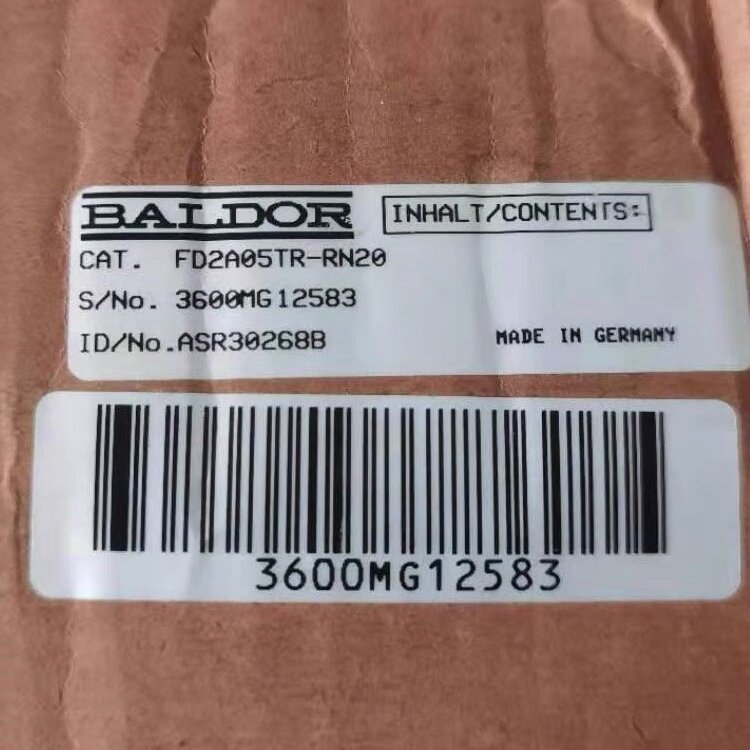 BALDOR INHALT/CONTENTS:
CAT. FD2A05TR-RN20
S/No. 3600MG12583
ID/No.ASR30268B MADE IN GERMANY
3600MG12583